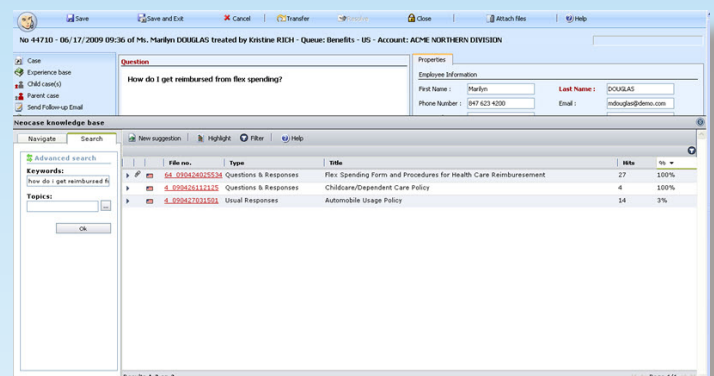 Save Save and Exit Cancel Transfer Close Attach files Help
No 44710 - 06/17/2009 09:36 of Ms. Marilyn DOUGLAS treated by Kristine RICH - Queue: Benefits - US - Account: ACME NORTHERN DIVISION
Case
Experience base
Child case(s)
Parent case
Send Follow-up Email
Question
How do I get reimbursed from flex spending?
Properties
Employee Information
First Name : Marilyn Last Name : DOUGLAS
Phone Number : 847 623 4200 Email : mdouglas@demo.com
Neocase knowledge base
Navigate Search
New suggestion Highlight Filter Help
Advanced search
Keywords:
how do i get reimbursed f
Topics:
...
Ok
File no. Type Title Hits %
64_090424025534 Questions & Responses Flex Spending Form and Procedures for Health Care Reimburesement 27 100%
4_090426112125 Questions & Responses Childcare/Dependent Care Policy 4 100%
4_090427031501 Usual Responses Automobile Usage Policy 14 3%